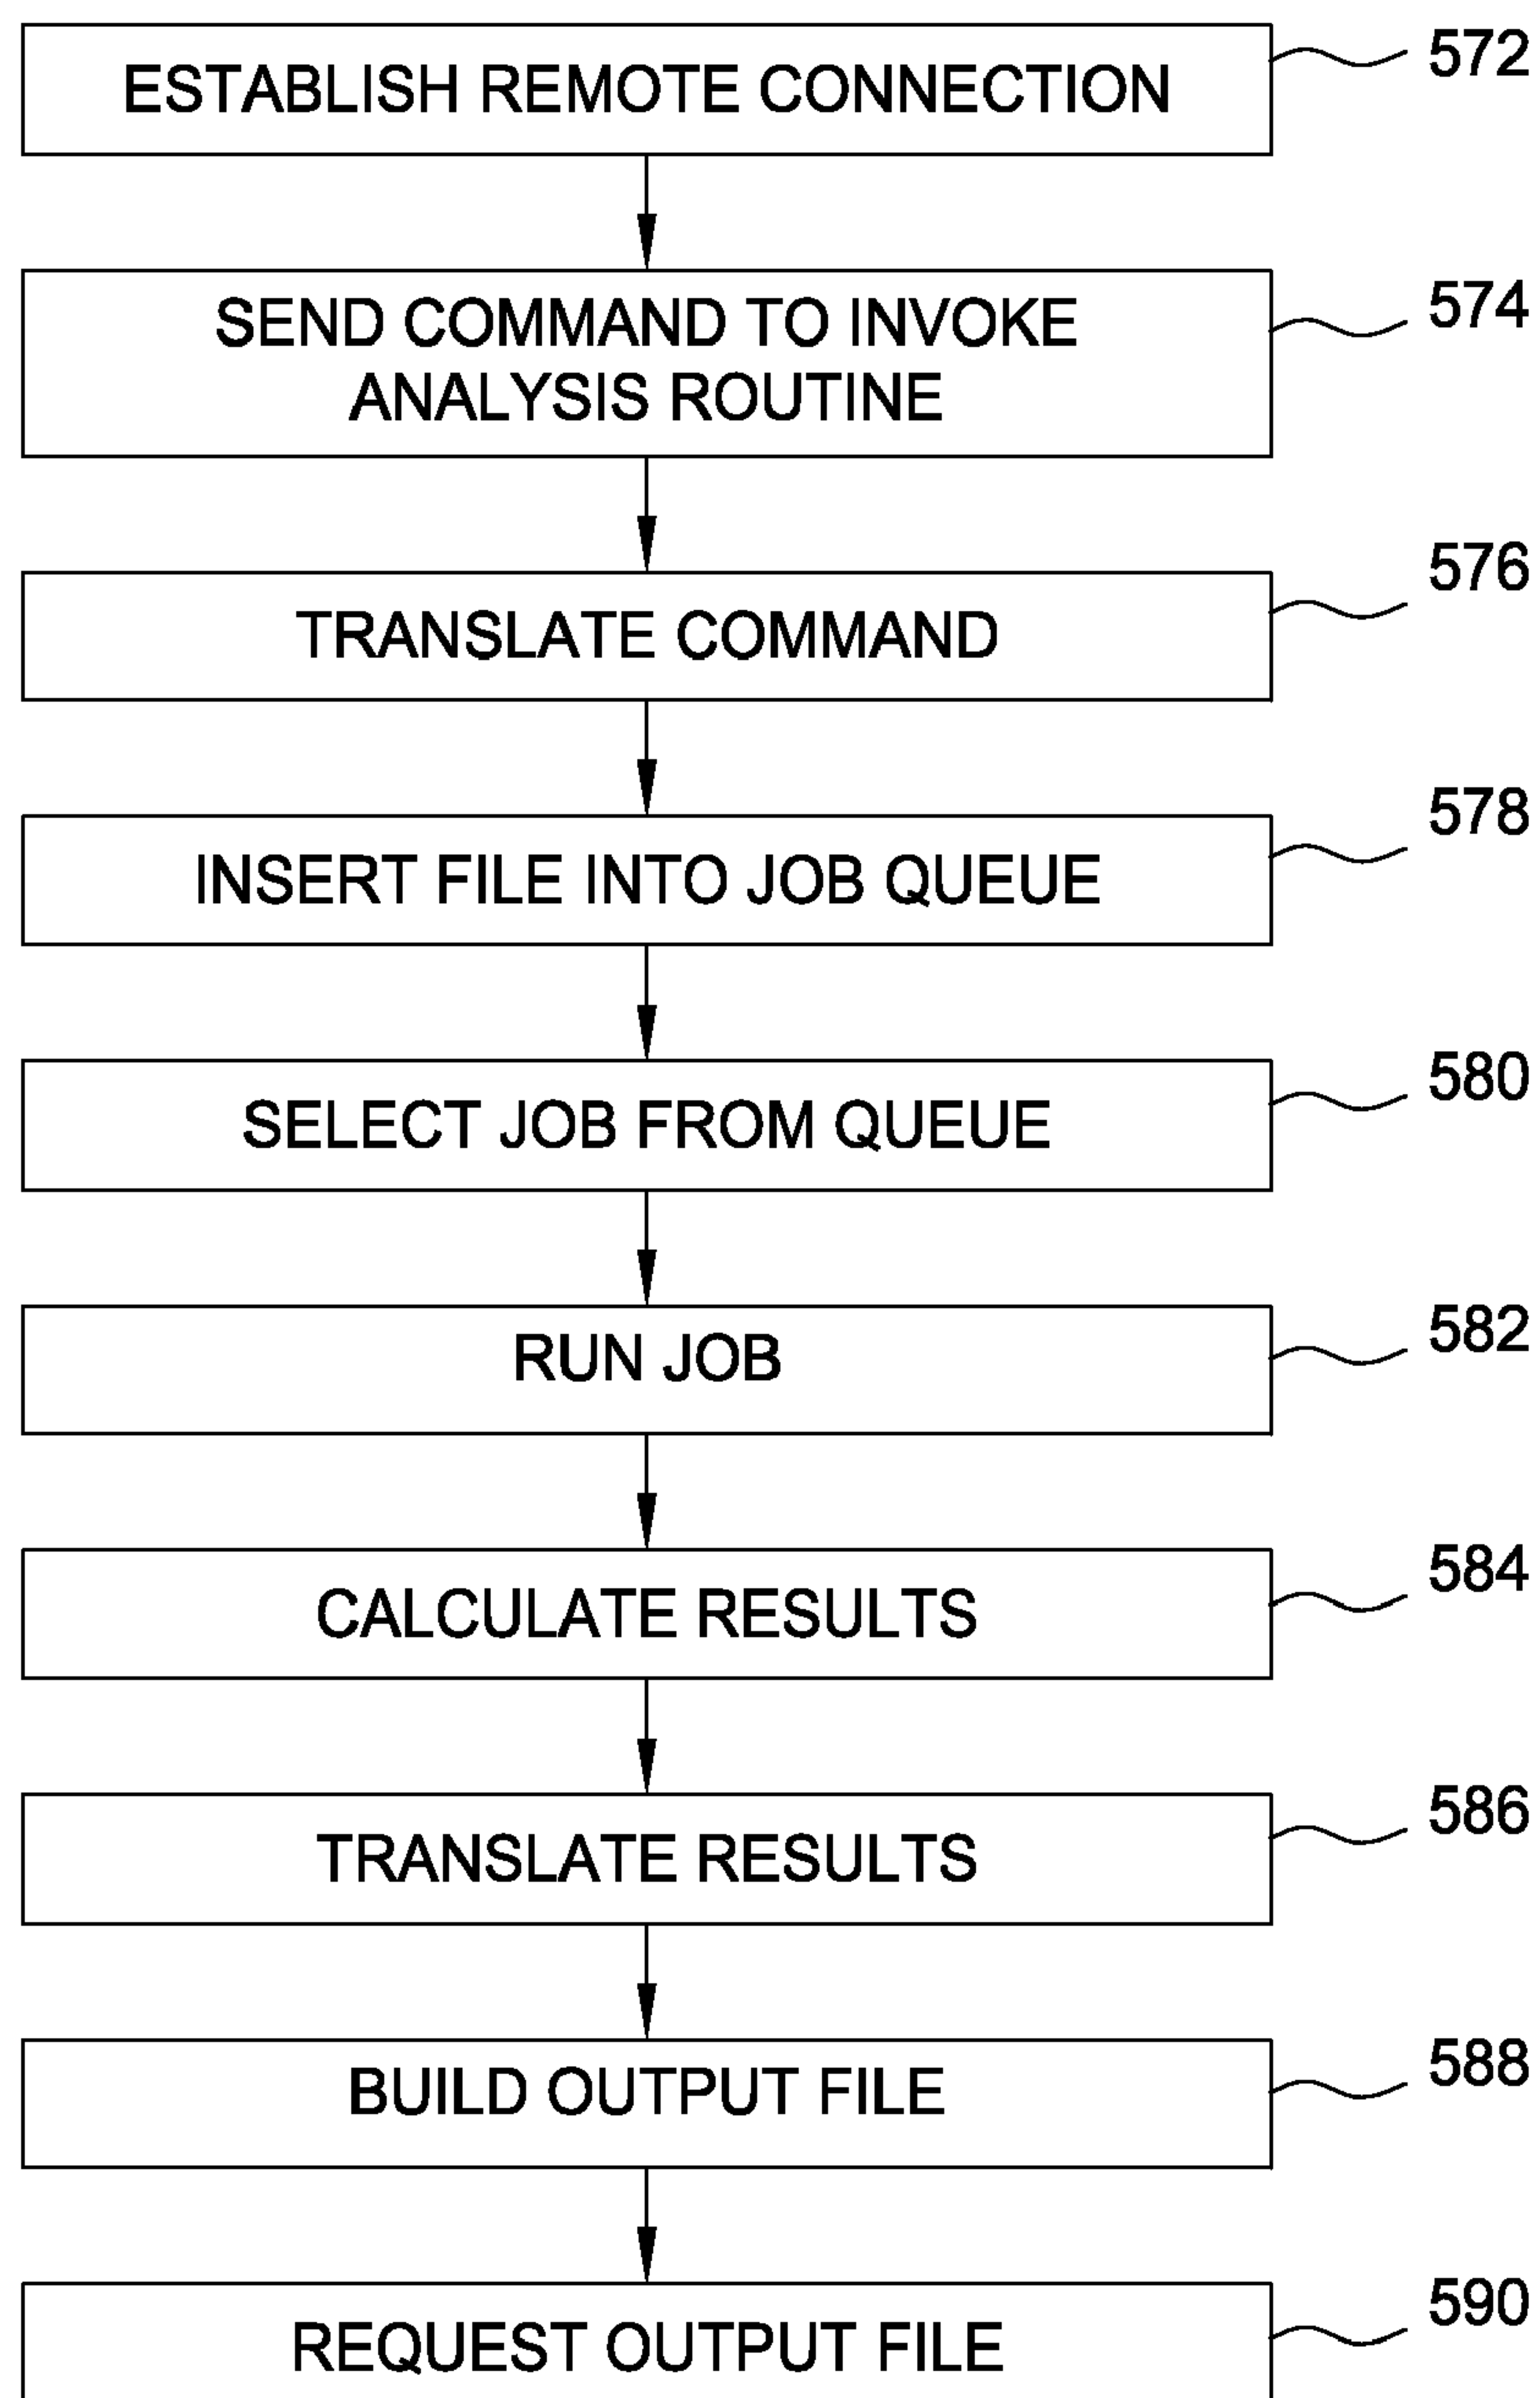 ESTABLISH REMOTE CONNECTION
572
SEND COMMAND TO INVOKE
ANALYSIS ROUTINE
574
TRANSLATE COMMAND
576
INSERT FILE INTO JOB QUEUE
578
SELECT JOB FROM QUEUE
580
RUN JOB
582
CALCULATE RESULTS
584
TRANSLATE RESULTS
586
BUILD OUTPUT FILE
588
REQUEST OUTPUT FILE
590